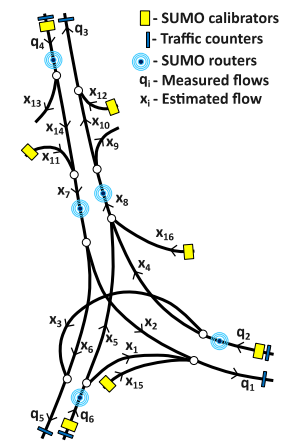 - SUMO calibrators
- Traffic counters
- SUMO routers
qᵢ - Measured flows
xᵢ - Estimated flow
q₄
q₃
x₁₃
x₁₂
x₁₄
x₁₀
x₉
x₁₁
x₇
x₈
x₁₆
x₄
x₃
x₂
q₂
x₆
x₅
x₁
x₁₅
q₁
q₅
q₆